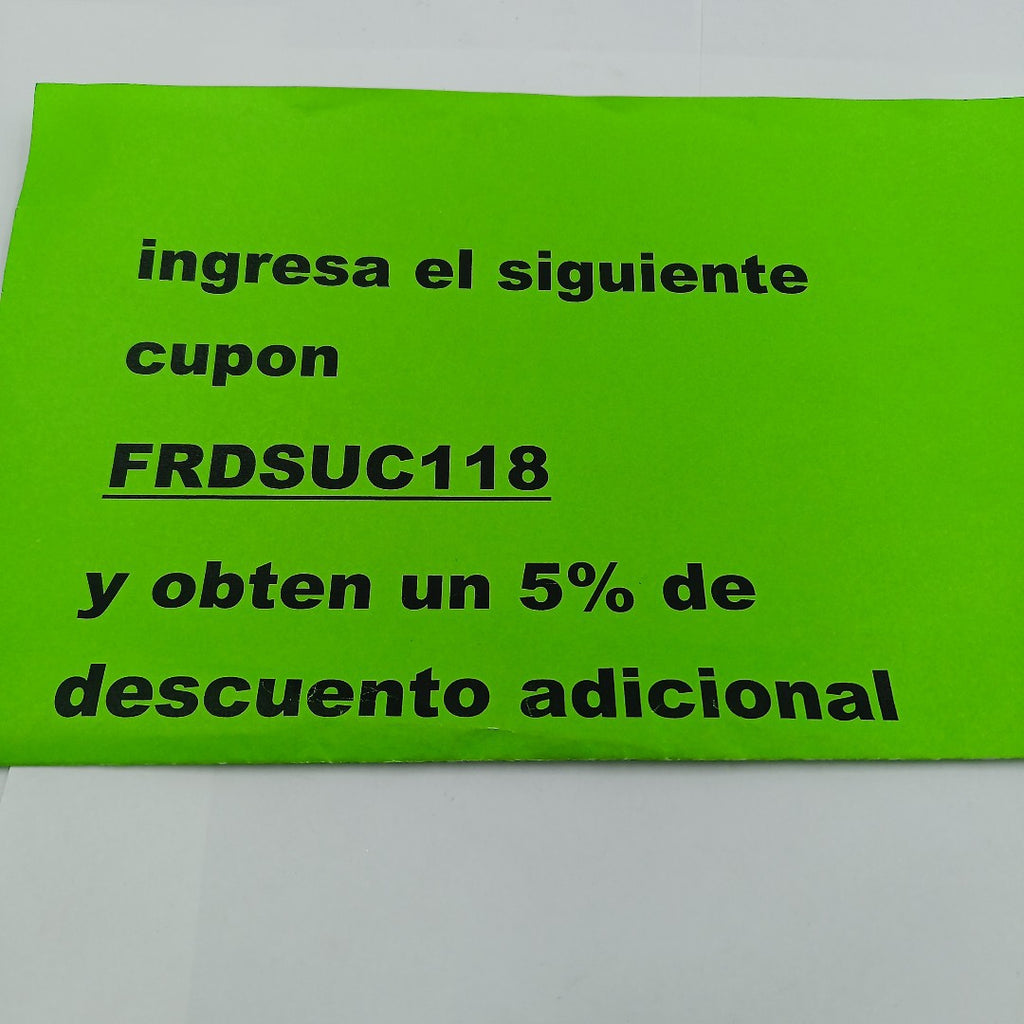 ingresa el siguiente
cupon
FRDSUC118
y obten un 5% de
descuento adicional